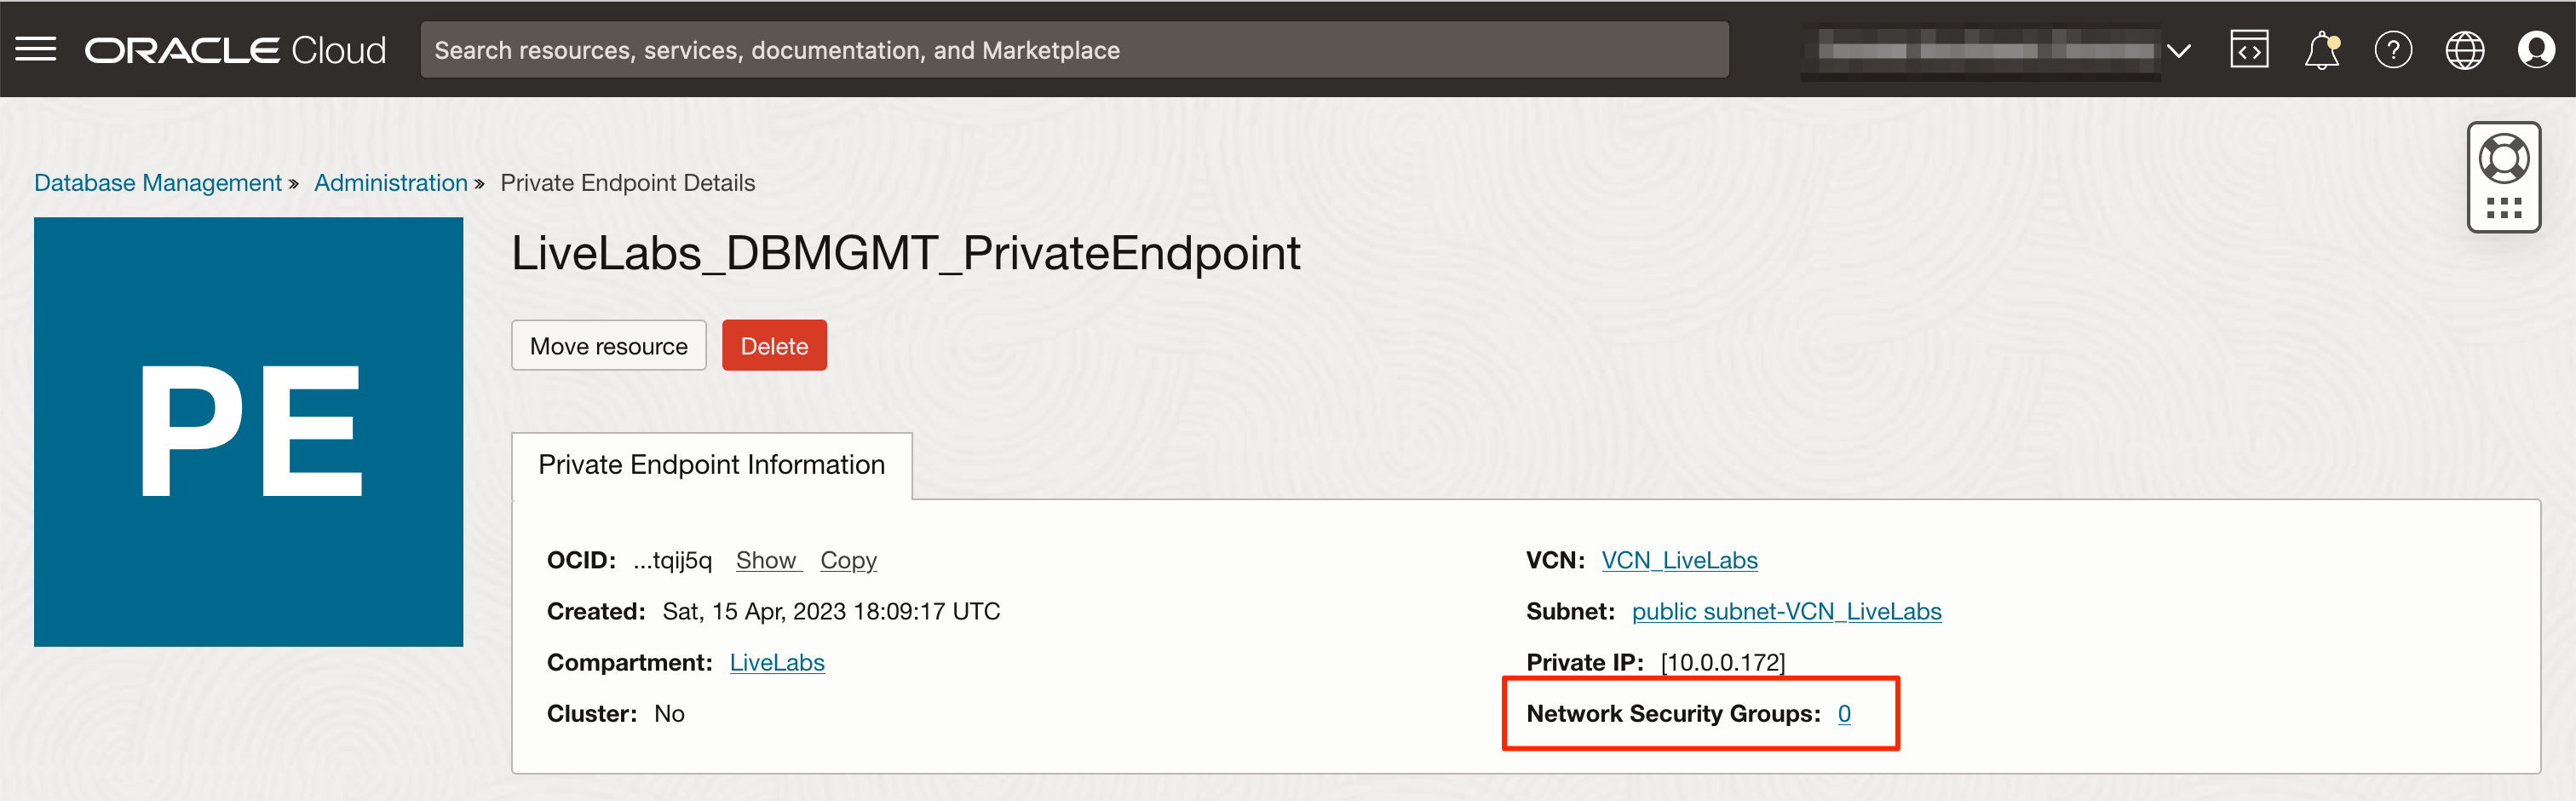 ORACLE Cloud
Search resources, services, documentation, and Marketplace
Database Management » Administration » Private Endpoint Details
PE
LiveLabs_DBMGMT_PrivateEndpoint
Move resource
Delete
Private Endpoint Information
OCID: ...tqij5q Show Copy
Created: Sat, 15 Apr, 2023 18:09:17 UTC
Compartment: LiveLabs
Cluster: No
VCN: VCN_LiveLabs
Subnet: public subnet-VCN_LiveLabs
Private IP: [10.0.0.172]
Network Security Groups: 0